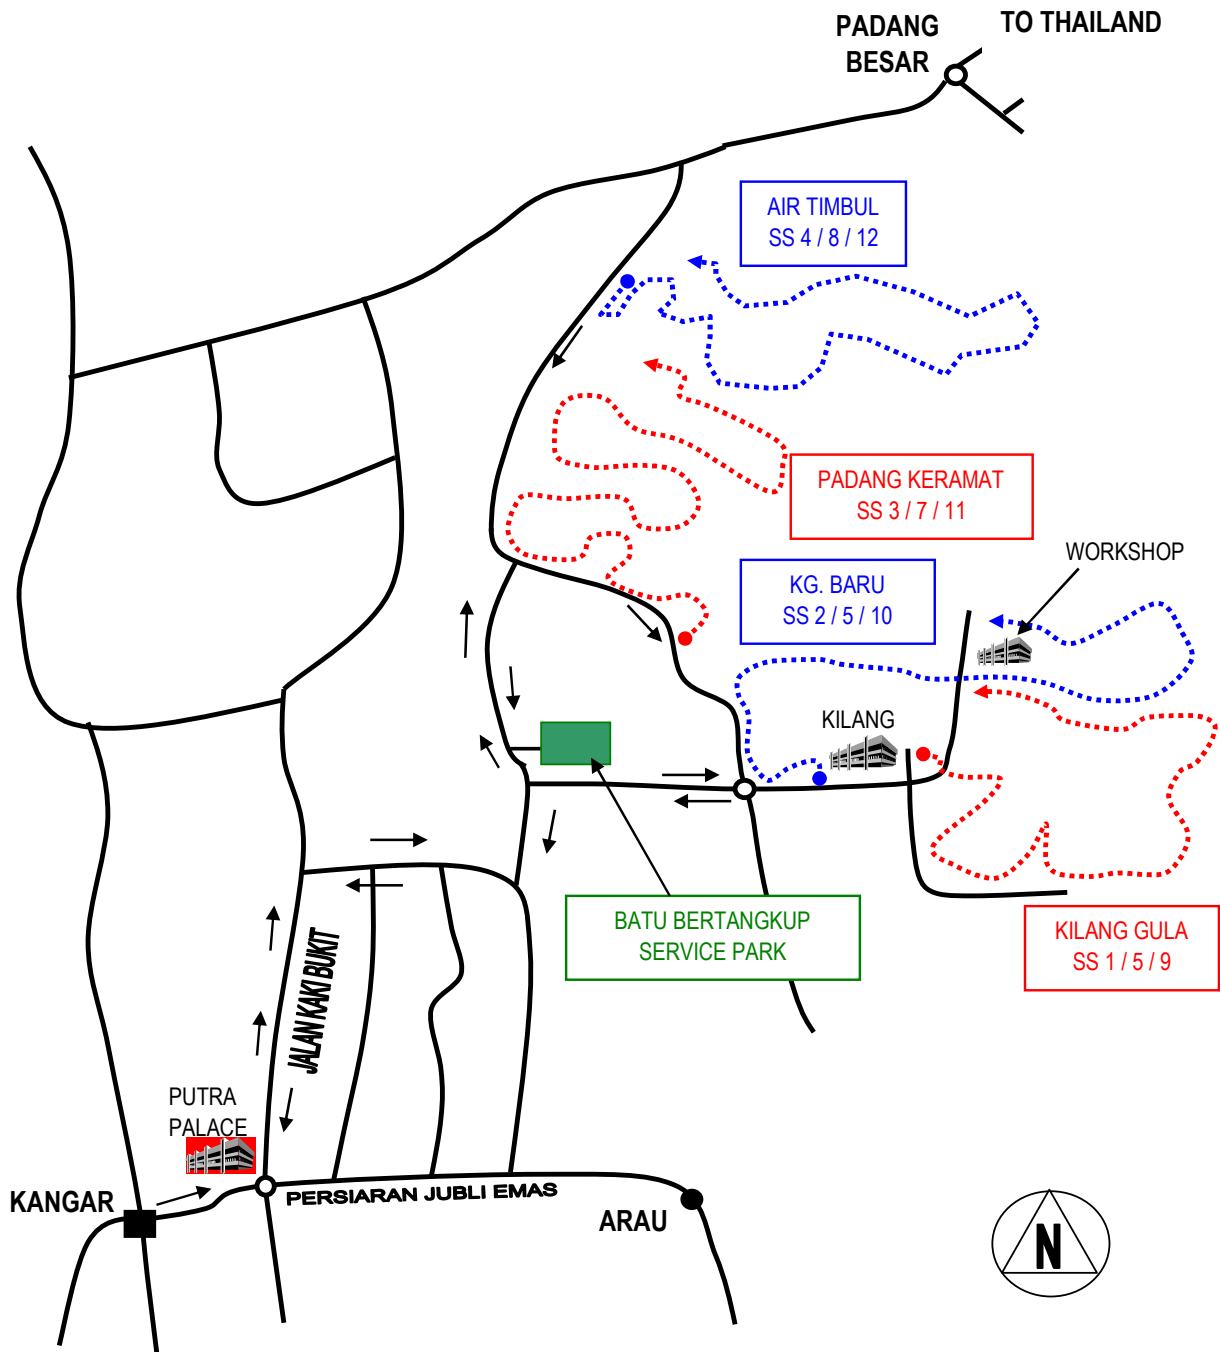 PADANG
BESAR
TO THAILAND
AIR TIMBUL
SS 4 / 8 / 12
PADANG KERAMAT
SS 3 / 7 / 11
WORKSHOP
KG. BARU
SS 2 / 5 / 10
KILANG
BATU BERTANGKUP
SERVICE PARK
KILANG GULA
SS 1 / 5 / 9
JALAN KAKI BUKIT
PUTRA
PALACE
KANGAR
PERSIARAN JUBLI EMAS
ARAU
N